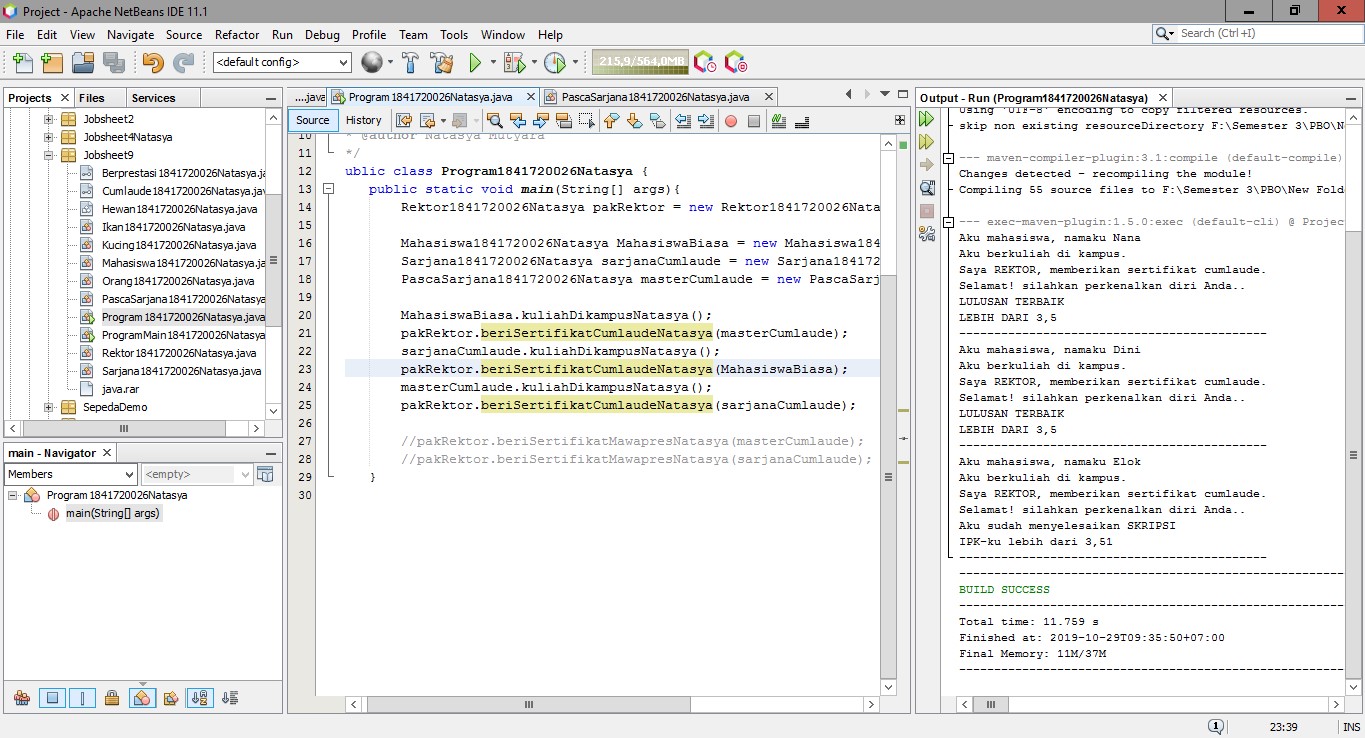 Project - Apache NetBeans IDE 11.1
File Edit View Navigate Source Refactor Run Debug Profile Team Tools Window Help
Search (Ctrl+I)
<default config>
215,9/564,0MB
Projects Files Services
Jobsheet2
Jobsheet4Natasya
Jobsheet9
Berprestasi1841720026Natasya.ja
Cumlaude1841720026Natasya.jav
Hewan1841720026Natasya.java
Ikan1841720026Natasya.java
Kucing1841720026Natasya.java
Mahasiswa1841720026Natasya.ja
Orang1841720026Natasya.java
PascaSarjana1841720026Natasya
Program1841720026Natasya.java
ProgramMain1841720026Natasya
Rektor1841720026Natasya.java
Sarjana1841720026Natasya.java
java.rar
SepedaDemo
main - Navigator
Members <empty>
Program1841720026Natasya
main(String[] args)
....java Program1841720026Natasya.java PascaSarjana1841720026Natasya.java
Source History
10 * @author Natasya Mutyara
11 */
12 ublic class Program1841720026Natasya {
13 public static void main(String[] args){
14 Rektor1841720026Natasya pakRektor = new Rektor1841720026Nata
15
16 Mahasiswa1841720026Natasya MahasiswaBiasa = new Mahasiswa184
17 Sarjana1841720026Natasya sarjanaCumlaude = new Sarjana184172
18 PascaSarjana1841720026Natasya masterCumlaude = new PascaSarj
19
20 MahasiswaBiasa.kuliahDikampusNatasya();
21 pakRektor.beriSertifikatCumlaudeNatasya(masterCumlaude);
22 sarjanaCumlaude.kuliahDikampusNatasya();
23 pakRektor.beriSertifikatCumlaudeNatasya(MahasiswaBiasa);
24 masterCumlaude.kuliahDikampusNatasya();
25 pakRektor.beriSertifikatCumlaudeNatasya(sarjanaCumlaude);
26
27 //pakRektor.beriSertifikatMawapresNatasya(masterCumlaude);
28 //pakRektor.beriSertifikatMawapresNatasya(sarjanaCumlaude);
29 }
30
Output - Run (Program1841720026Natasya)
Using 'UTF-8' encoding to copy filtered resources.
skip non existing resourceDirectory F:\Semester 3\PBO\N
--- maven-compiler-plugin:3.1:compile (default-compile)
Changes detected - recompiling the module!
Compiling 55 source files to F:\Semester 3\PBO\New Fold
--- exec-maven-plugin:1.5.0:exec (default-cli) @ Projec
Aku mahasiswa, namaku Nana
Aku berkuliah di kampus.
Saya REKTOR, memberikan sertifikat cumlaude.
Selamat! silahkan perkenalkan diri Anda..
LULUSAN TERBAIK
LEBIH DARI 3,5
--------------------------------------------
Aku mahasiswa, namaku Dini
Aku berkuliah di kampus.
Saya REKTOR, memberikan sertifikat cumlaude.
Selamat! silahkan perkenalkan diri Anda..
LULUSAN TERBAIK
LEBIH DARI 3,5
--------------------------------------------
Aku mahasiswa, namaku Elok
Aku berkuliah di kampus.
Saya REKTOR, memberikan sertifikat cumlaude.
Selamat! silahkan perkenalkan diri Anda..
Aku sudah menyelesaikan SKRIPSI
IPK-ku lebih dari 3,51
--------------------------------------------
-------------------------------------------------------
BUILD SUCCESS
-------------------------------------------------------
Total time: 11.759 s
Finished at: 2019-10-29T09:35:50+07:00
Final Memory: 11M/37M
-------------------------------------------------------
1 23:39 INS